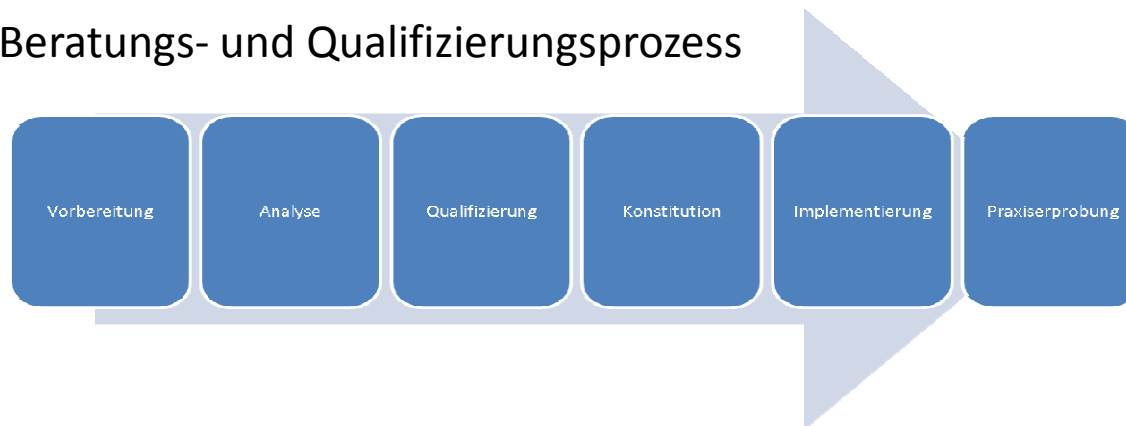 Beratungs- und Qualifizierungsprozess
Vorbereitung
Analyse
Qualifizierung
Konstitution
Implementierung
Praxiserprobung